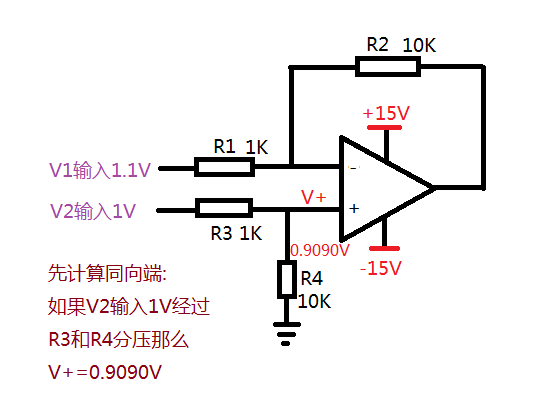 R2 10K
+15V
R1 1K
V1输入1.1V
-
V+
V2输入1V
+
R3 1K
0.9090V
-15V
R4
10K
先计算同向端:
如果V2输入1V经过
R3和R4分压那么
V+=0.9090V